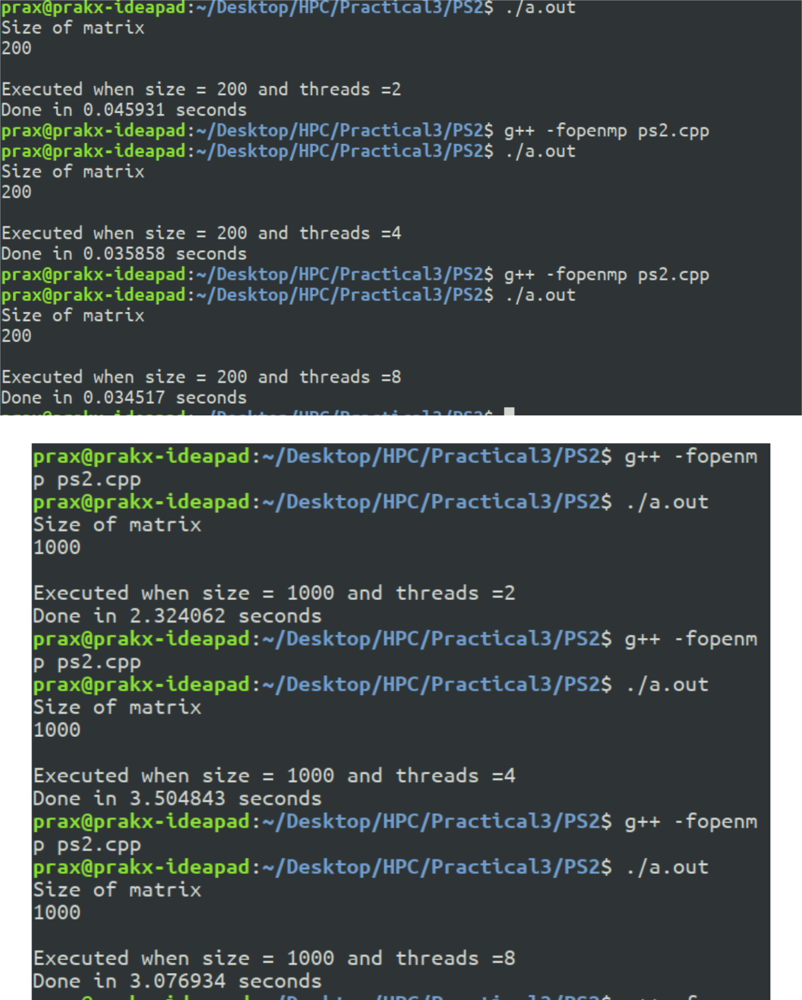 prax@prakx-ideapad:~/Desktop/HPC/Practical3/PS2$ ./a.out
Size of matrix
200
Executed when size = 200 and threads =2
Done in 0.045931 seconds
prax@prakx-ideapad:~/Desktop/HPC/Practical3/PS2$ g++ -fopenmp ps2.cpp
prax@prakx-ideapad:~/Desktop/HPC/Practical3/PS2$ ./a.out
Size of matrix
200
Executed when size = 200 and threads =4
Done in 0.035858 seconds
prax@prakx-ideapad:~/Desktop/HPC/Practical3/PS2$ g++ -fopenmp ps2.cpp
prax@prakx-ideapad:~/Desktop/HPC/Practical3/PS2$ ./a.out
Size of matrix
200
Executed when size = 200 and threads =8
Done in 0.034517 seconds
prax@prakx-ideapad:~/Desktop/HPC/Practical3/PS2$
prax@prakx-ideapad:~/Desktop/HPC/Practical3/PS2$ g++ -fopenm
p ps2.cpp
prax@prakx-ideapad:~/Desktop/HPC/Practical3/PS2$ ./a.out
Size of matrix
1000
Executed when size = 1000 and threads =2
Done in 2.324062 seconds
prax@prakx-ideapad:~/Desktop/HPC/Practical3/PS2$ g++ -fopenm
p ps2.cpp
prax@prakx-ideapad:~/Desktop/HPC/Practical3/PS2$ ./a.out
Size of matrix
1000
Executed when size = 1000 and threads =4
Done in 3.504843 seconds
prax@prakx-ideapad:~/Desktop/HPC/Practical3/PS2$ g++ -fopenm
p ps2.cpp
prax@prakx-ideapad:~/Desktop/HPC/Practical3/PS2$ ./a.out
Size of matrix
1000
Executed when size = 1000 and threads =8
Done in 3.076934 seconds